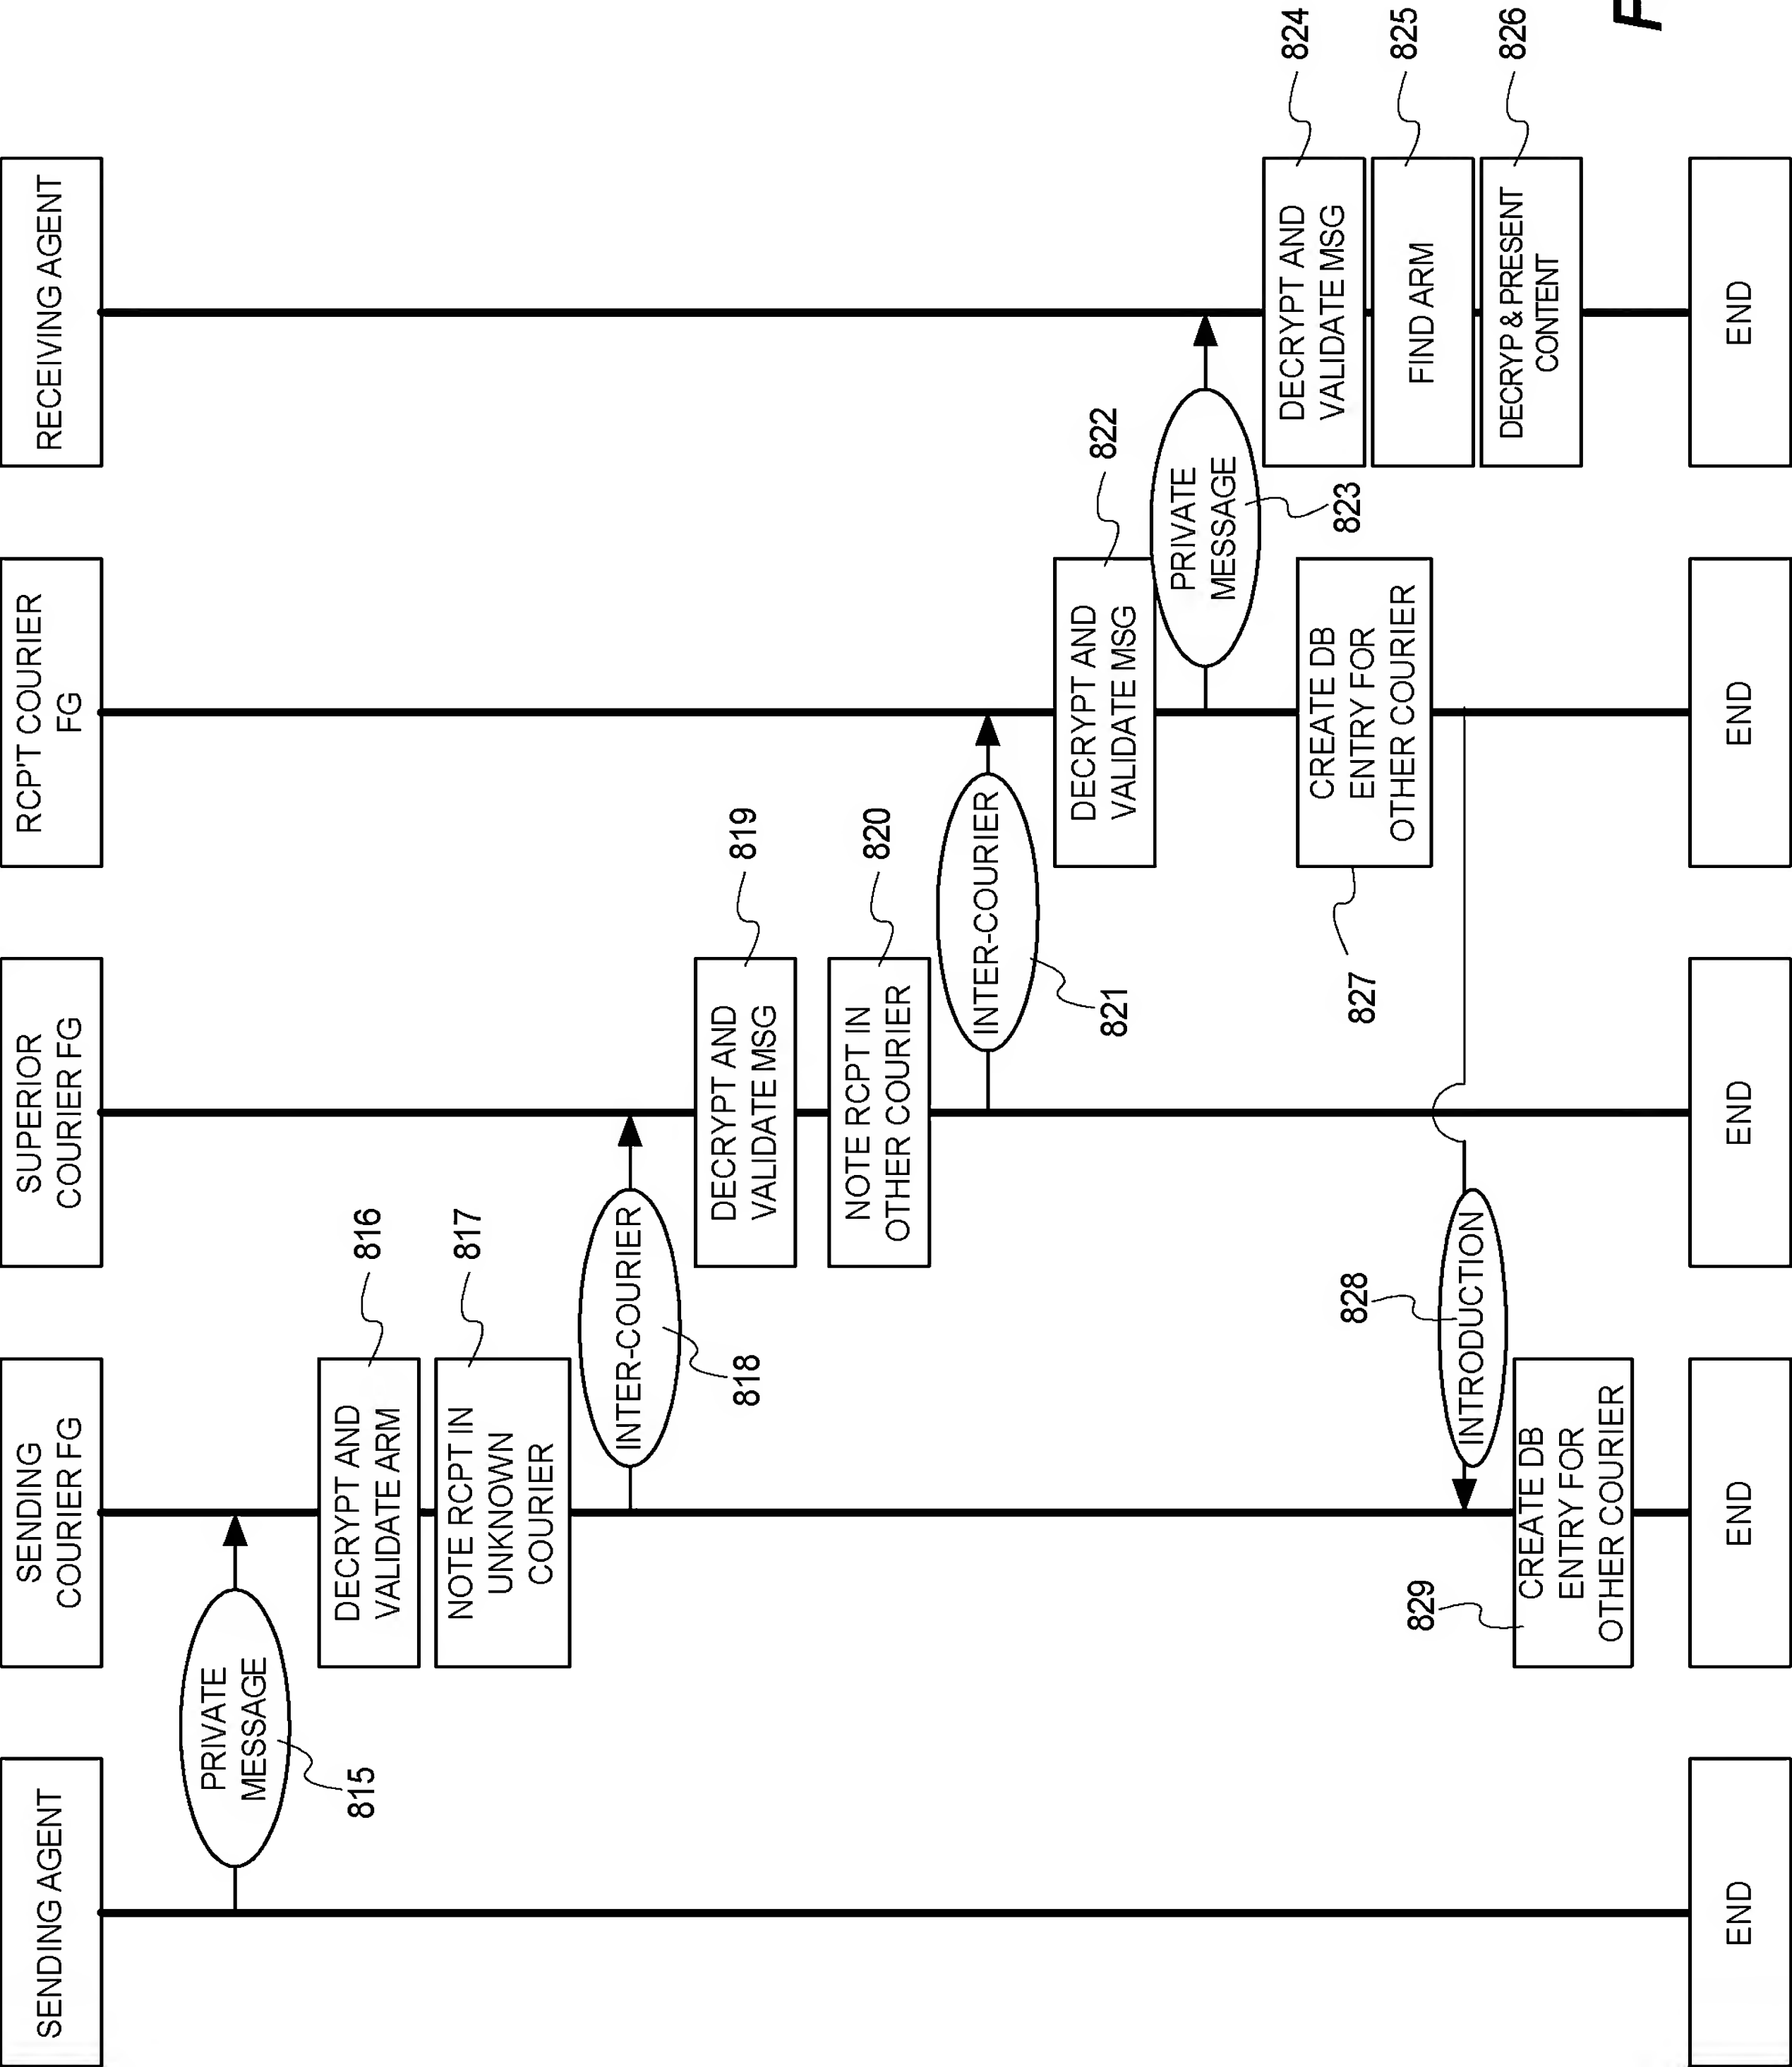 SENDING AGENT
SENDING
COURIER FG
SUPERIOR
COURIER FG
RCP'T COURIER
FG
RECEIVING AGENT
PRIVATE
MESSAGE
815
DECRYPT AND
VALIDATE ARM
816
NOTE RCPT IN
UNKNOWN
COURIER
817
INTER-COURIER
818
DECRYPT AND
VALIDATE MSG
819
NOTE RCPT IN
OTHER COURIER
820
INTER-COURIER
821
DECRYPT AND
VALIDATE MSG
822
PRIVATE
MESSAGE
823
DECRYPT AND
VALIDATE MSG
824
FIND ARM
825
DECRYP & PRESENT
CONTENT
826
CREATE DB
ENTRY FOR
OTHER COURIER
827
INTRODUCTION
828
CREATE DB
ENTRY FOR
OTHER COURIER
829
END
END
END
END
END